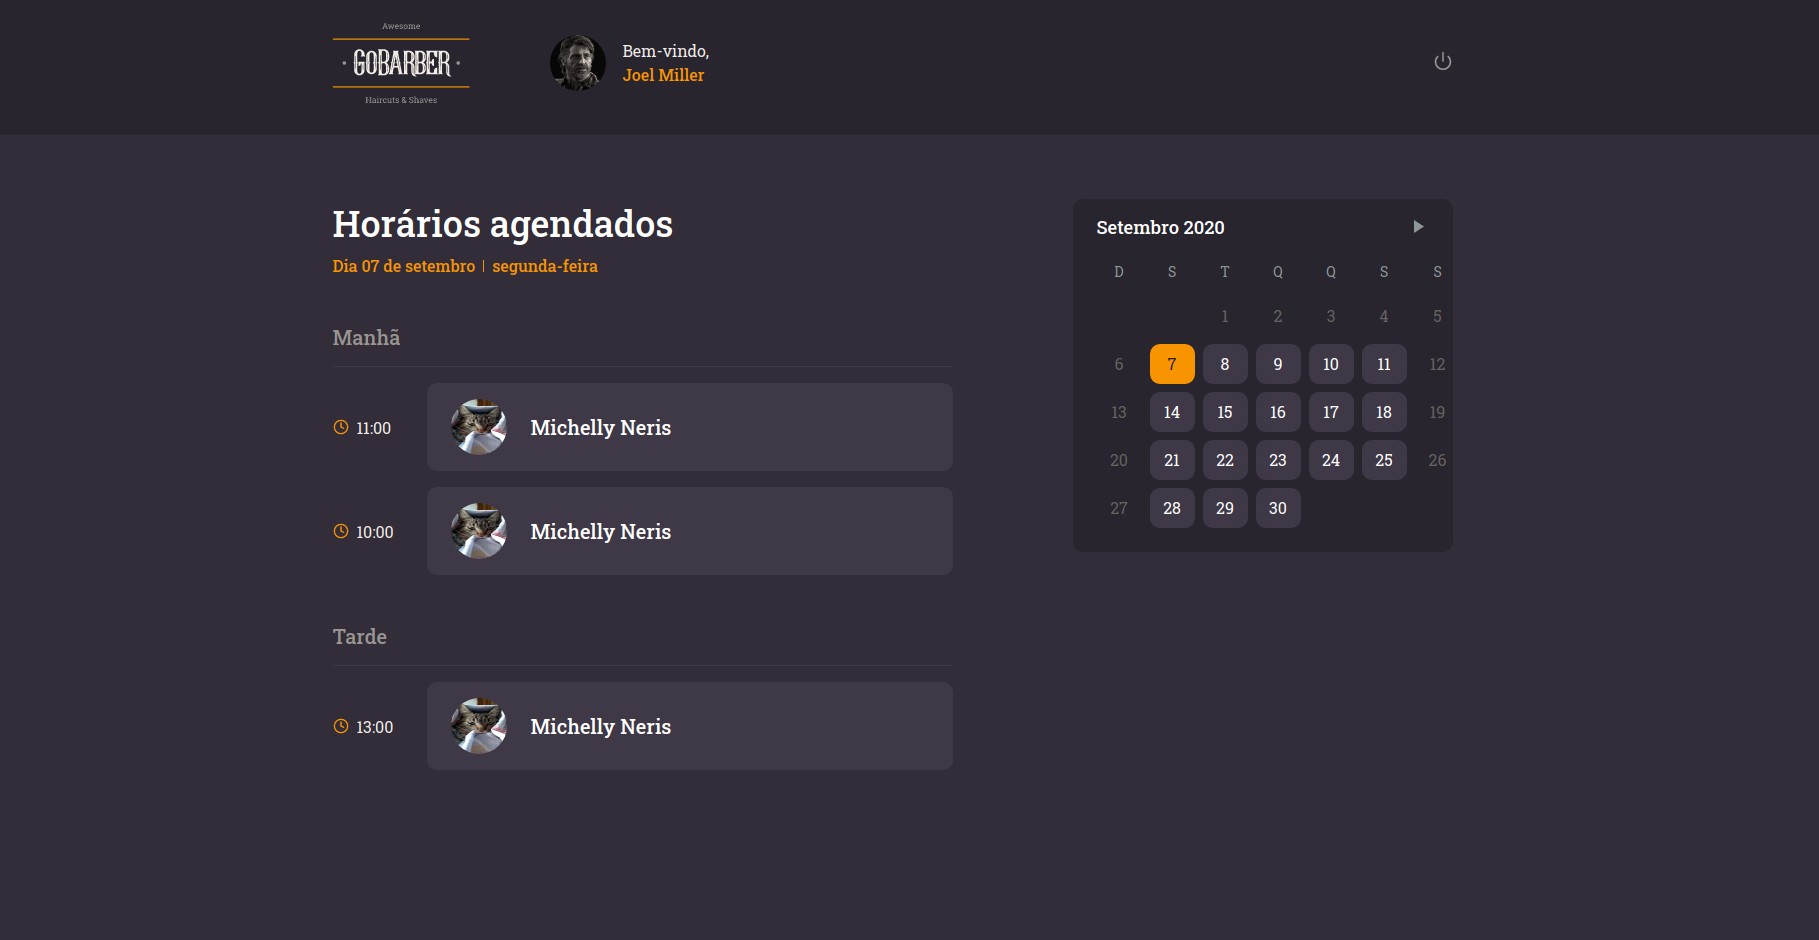 Awesome
GOBARBER
Haircuts & Shaves
Bem-vindo,
Joel Miller
Horários agendados
Dia 07 de setembro | segunda-feira
Manhã
11:00 Michelly Neris
10:00 Michelly Neris
Tarde
13:00 Michelly Neris
Setembro 2020
D S T Q Q S S
1 2 3 4 5
6 7 8 9 10 11 12
13 14 15 16 17 18 19
20 21 22 23 24 25 26
27 28 29 30